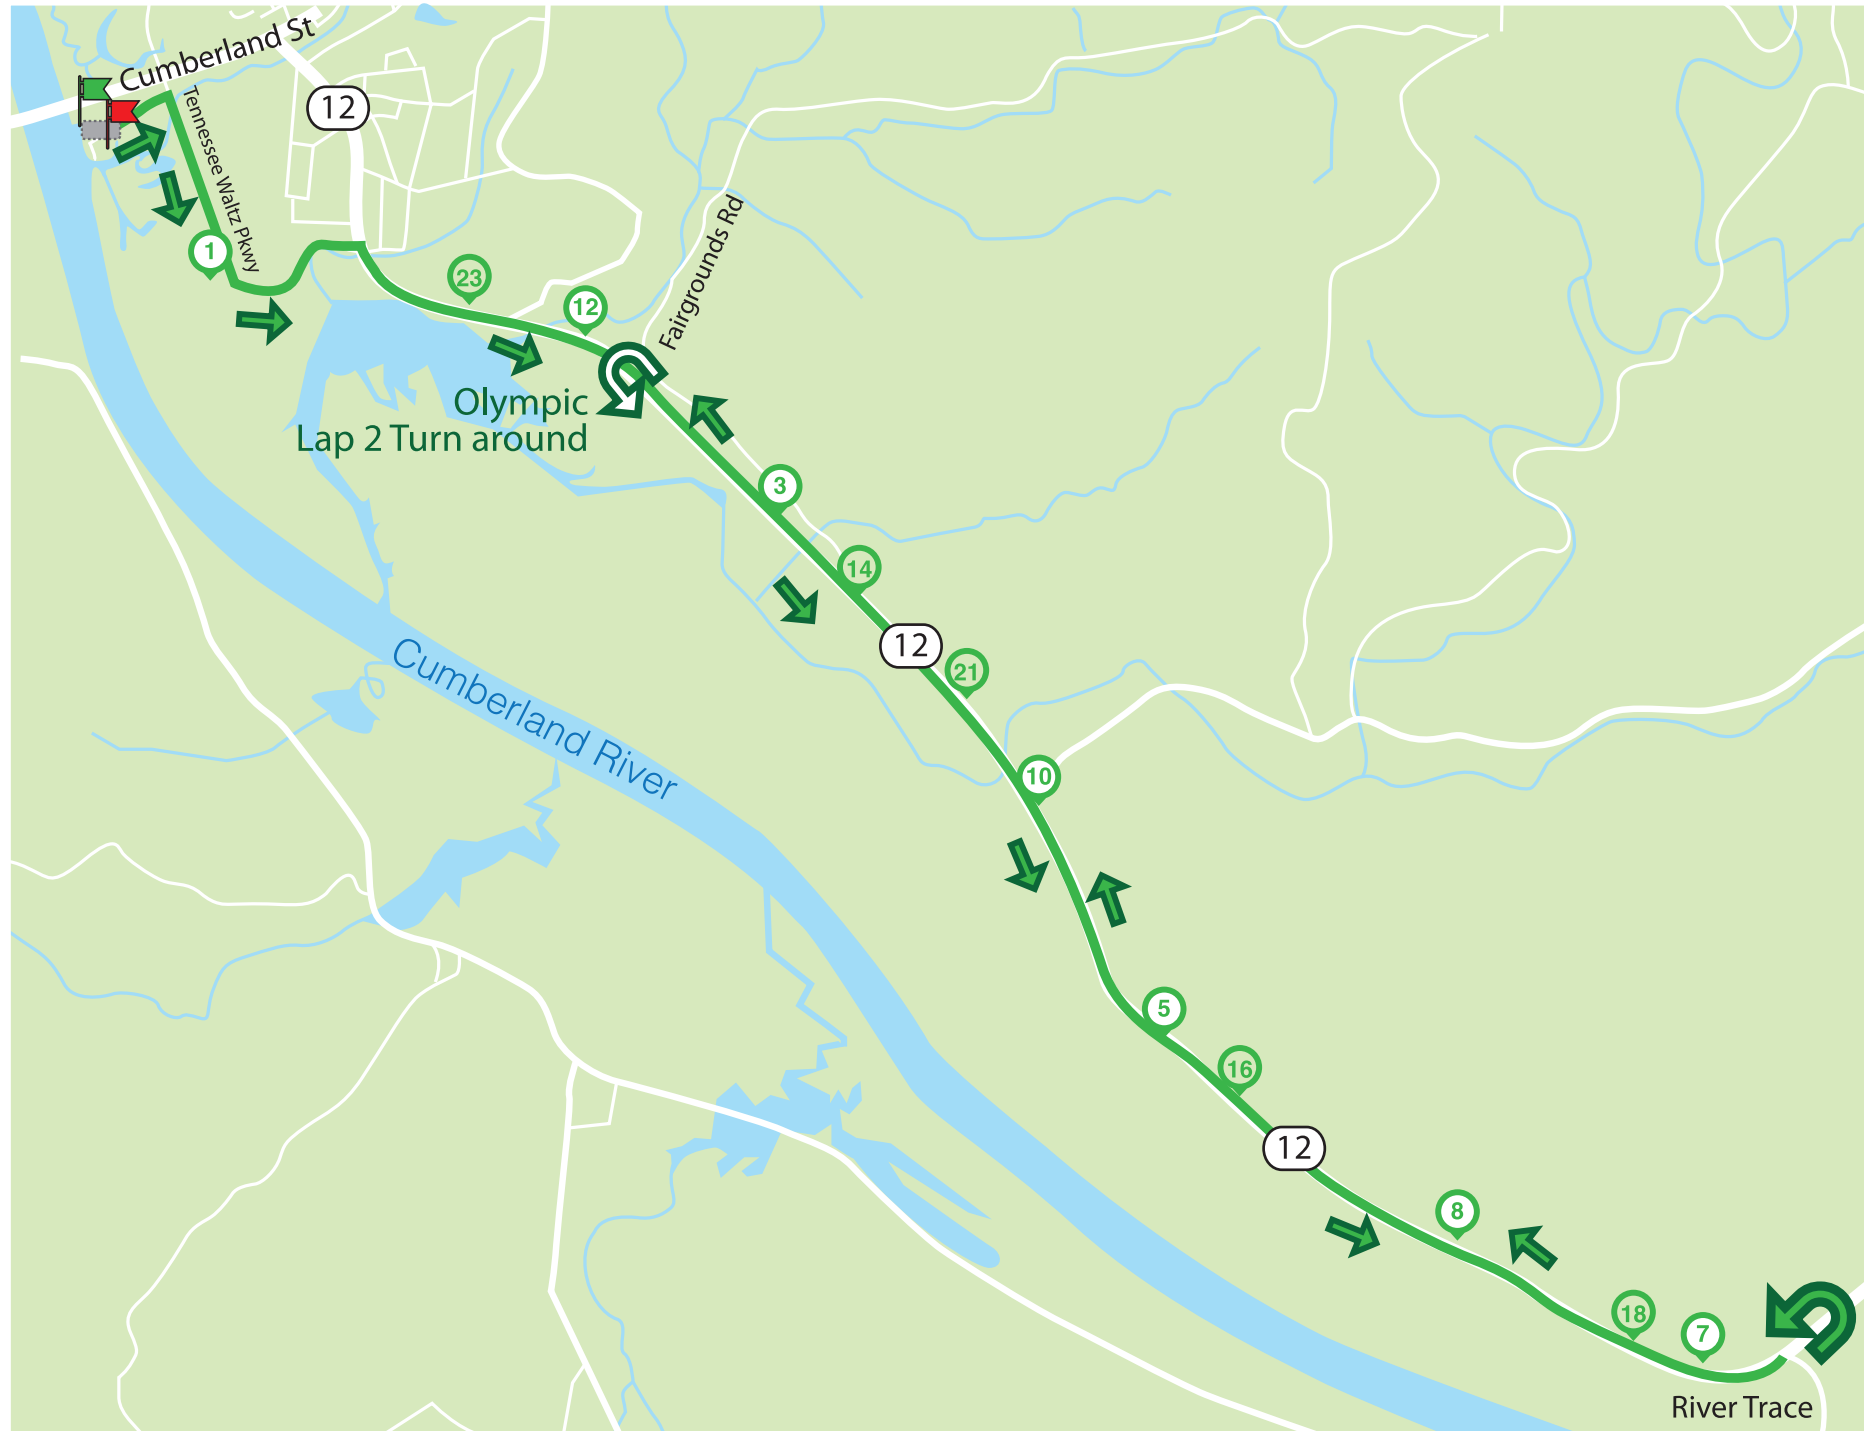 Cumberland St
12
Tennessee Waltz Pkwy
1
23
12
Fairgrounds Rd
Olympic
Lap 2 Turn around
3
14
12
21
Cumberland River
10
5
16
12
8
18
7
River Trace